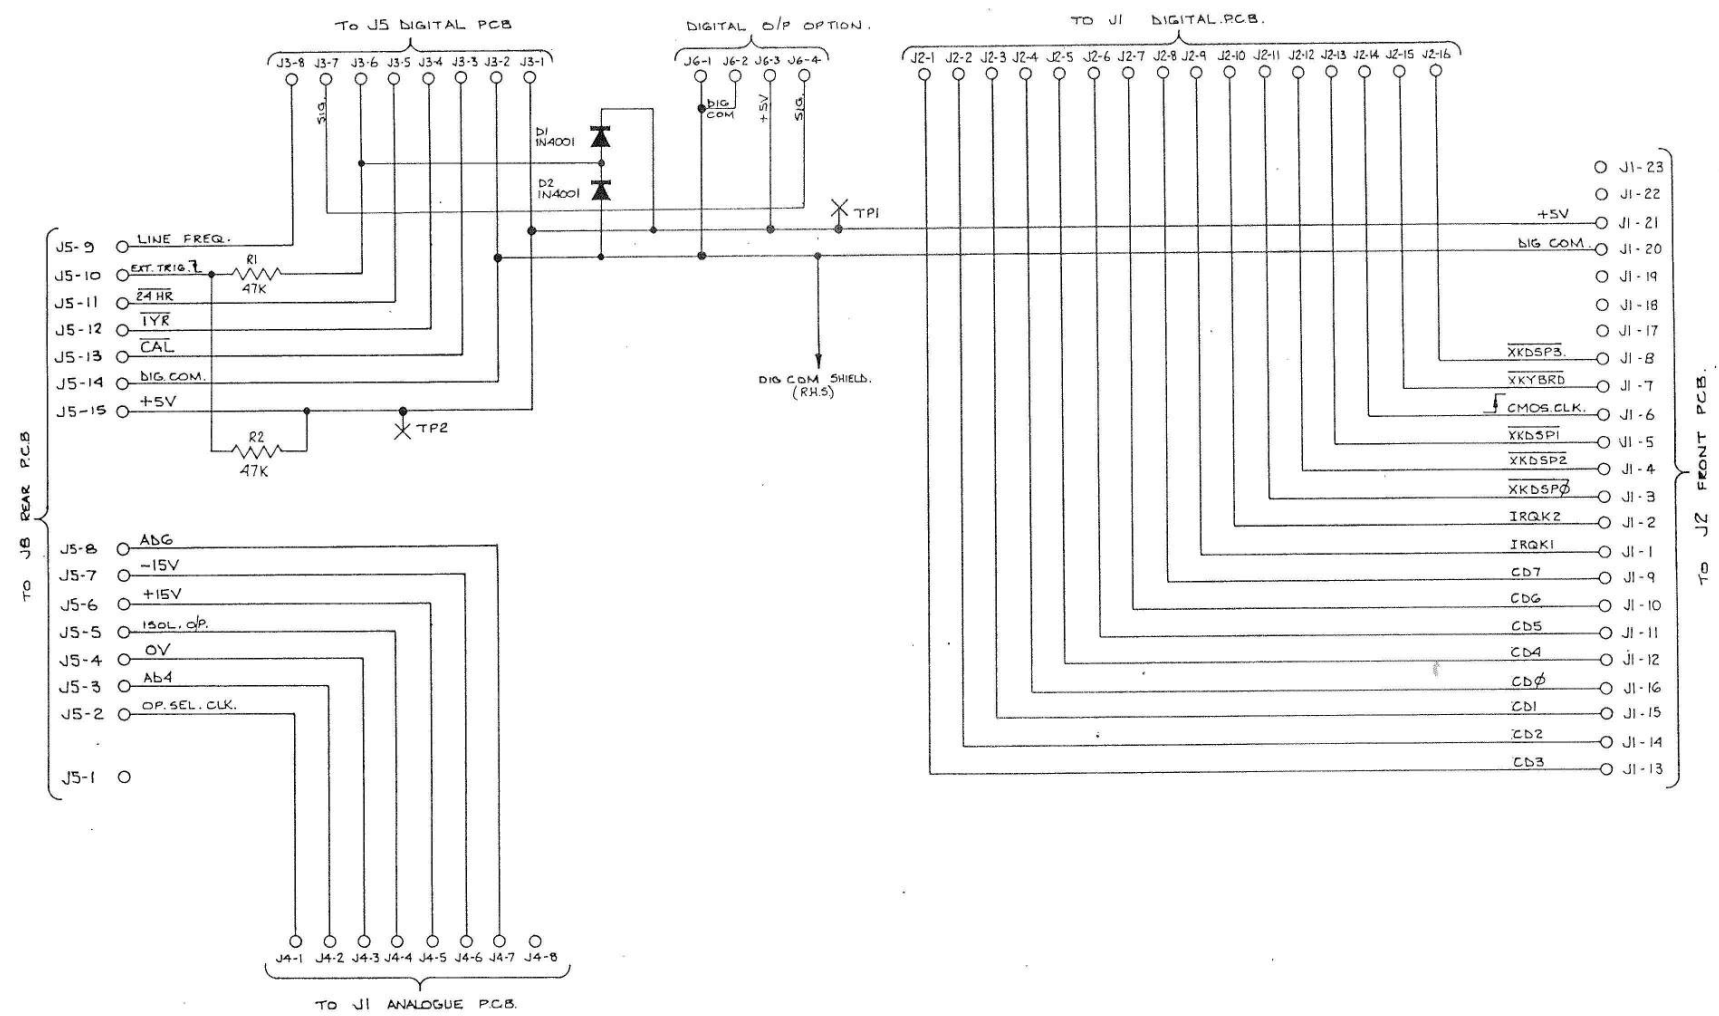 TO J5 DIGITAL PCB
DIGITAL O/P OPTION.
TO J1 DIGITAL.P.C.B.
J3-8 J3-7 J3-6 J3-5 J3-4 J3-3 J3-2 J3-1
J6-1 J6-2 J6-3 J6-4
J2-1 J2-2 J2-3 J2-4 J2-5 J2-6 J2-7 J2-8 J2-9 J2-10 J2-11 J2-12 J2-13 J2-14 J2-15 J2-16
SIG.
DIG COM
+5V
SIG.
D1
1N4001
D2
1N4001
TP1
J1-23
J1-22
+5V J1-21
DIG COM. J1-20
J1-19
J1-18
J1-17
XKDSP3. J1-8
XKYBRD J1-7
CMOS.CLK. J1-6
XKDSP1 J1-5
XKDSP2 J1-4
XKDSPØ J1-3
IRQK2 J1-2
IRQK1 J1-1
CD7 J1-9
CD6 J1-10
CD5 J1-11
CD4 J1-12
CDØ J1-16
CD1 J1-15
CD2 J1-14
CD3 J1-13
TO J2 FRONT PCB.
DIG COM SHIELD.
(R.H.S.)
J5-9 LINE FREQ.
J5-10 EXT. TRIG.
R1
47K
J5-11 24HR
J5-12 1YR
J5-13 CAL
J5-14 DIG.COM.
J5-15 +5V
TP2
R2
47K
TO J8 REAR P.C.B
J5-8 AD6
J5-7 -15V
J5-6 +15V
J5-5 ISOL. O/P.
J5-4 OV
J5-3 AD4
J5-2 OP.SEL.CLK.
J5-1
J4-1 J4-2 J4-3 J4-4 J4-5 J4-6 J4-7 J4-8
TO J1 ANALOGUE P.C.B.